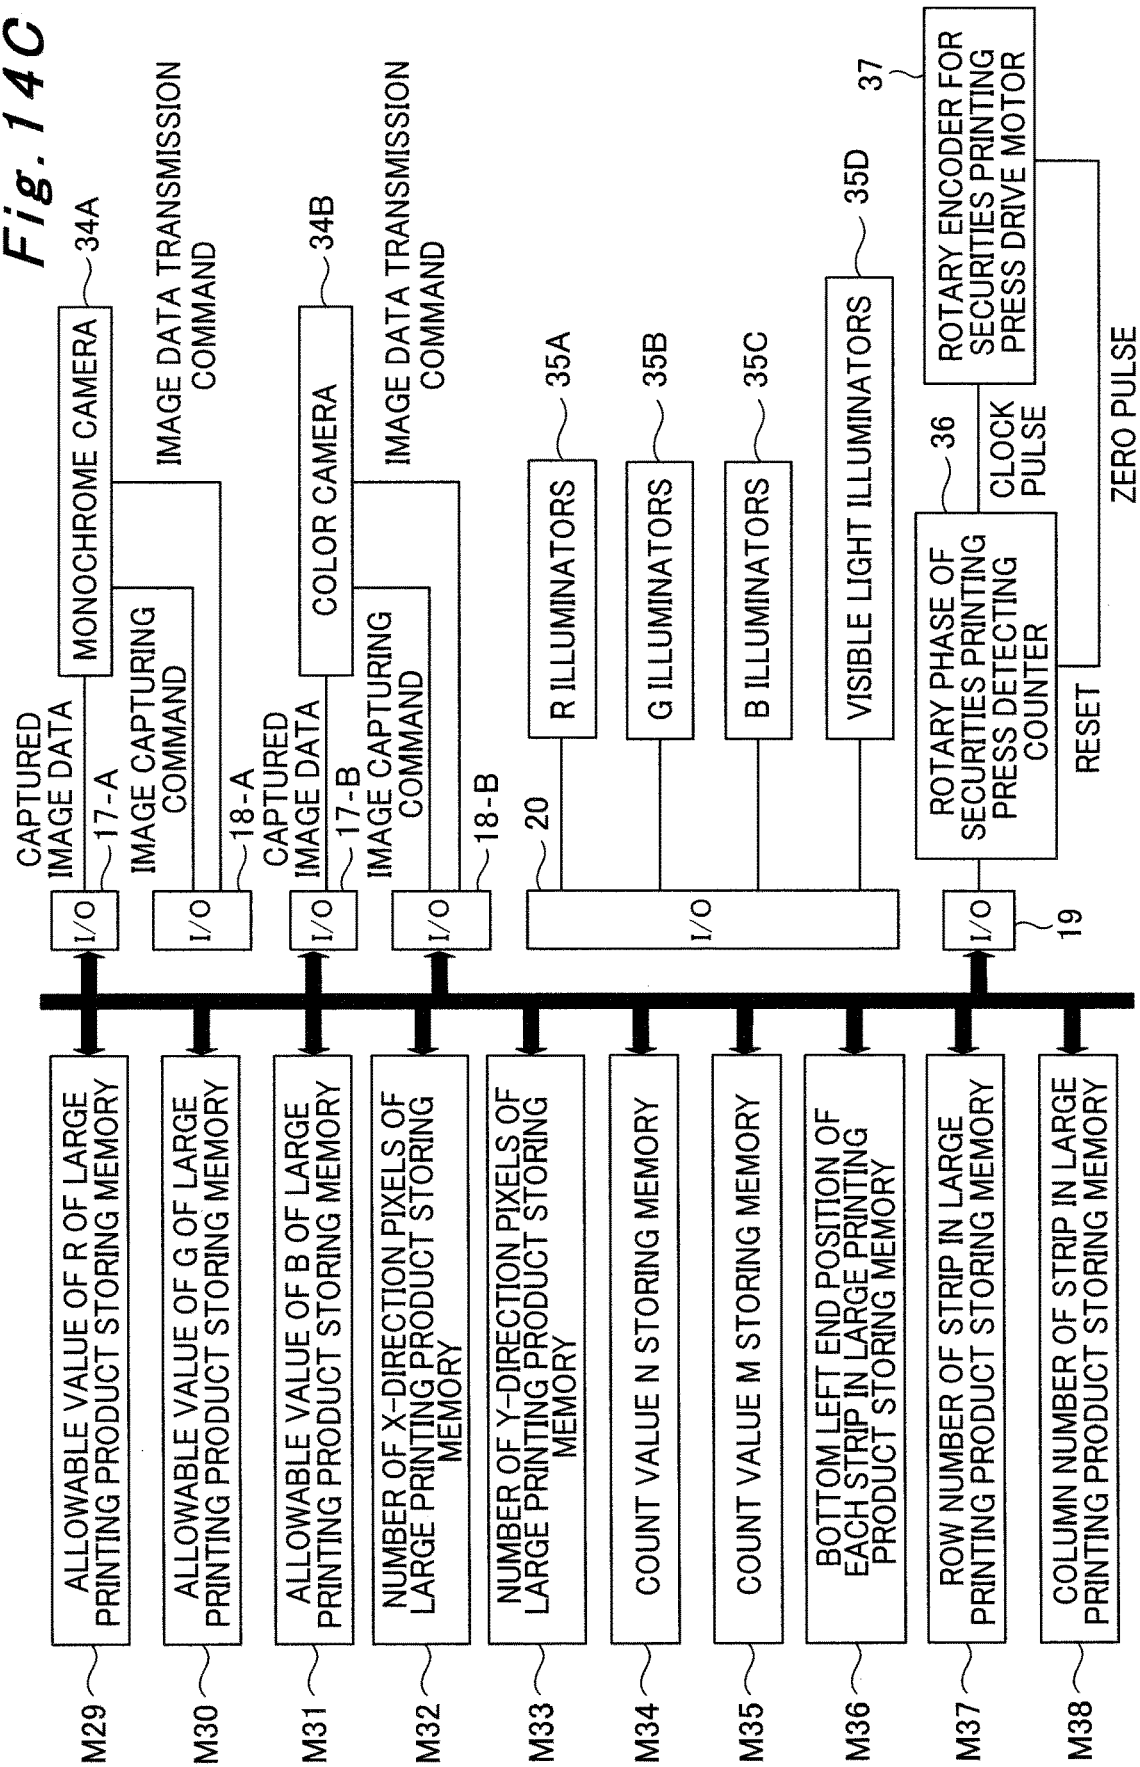 Fig. 14C
CAPTURED
IMAGE DATA
MONOCHROME CAMERA
34A
17-A
I/O
IMAGE CAPTURING
COMMAND
IMAGE DATA TRANSMISSION
COMMAND
18-A
I/O
CAPTURED
IMAGE DATA
COLOR CAMERA
34B
17-B
I/O
IMAGE CAPTURING
COMMAND
IMAGE DATA TRANSMISSION
COMMAND
18-B
I/O
20
I/O
R ILLUMINATORS
35A
G ILLUMINATORS
35B
B ILLUMINATORS
35C
VISIBLE LIGHT ILLUMINATORS
35D
I/O
19
ROTARY PHASE OF
SECURITIES PRINTING
PRESS DETECTING
COUNTER
36
CLOCK
PULSE
ROTARY ENCODER FOR
SECURITIES PRINTING
PRESS DRIVE MOTOR
37
RESET
ZERO PULSE
M29
ALLOWABLE VALUE OF R OF LARGE
PRINTING PRODUCT STORING MEMORY
M30
ALLOWABLE VALUE OF G OF LARGE
PRINTING PRODUCT STORING MEMORY
M31
ALLOWABLE VALUE OF B OF LARGE
PRINTING PRODUCT STORING MEMORY
M32
NUMBER OF X-DIRECTION PIXELS OF
LARGE PRINTING PRODUCT STORING
MEMORY
M33
NUMBER OF Y-DIRECTION PIXELS OF
LARGE PRINTING PRODUCT STORING
MEMORY
M34
COUNT VALUE N STORING MEMORY
M35
COUNT VALUE M STORING MEMORY
M36
BOTTOM LEFT END POSITION OF
EACH STRIP IN LARGE PRINTING
PRODUCT STORING MEMORY
M37
ROW NUMBER OF STRIP IN LARGE
PRINTING PRODUCT STORING MEMORY
M38
COLUMN NUMBER OF STRIP IN LARGE
PRINTING PRODUCT STORING MEMORY